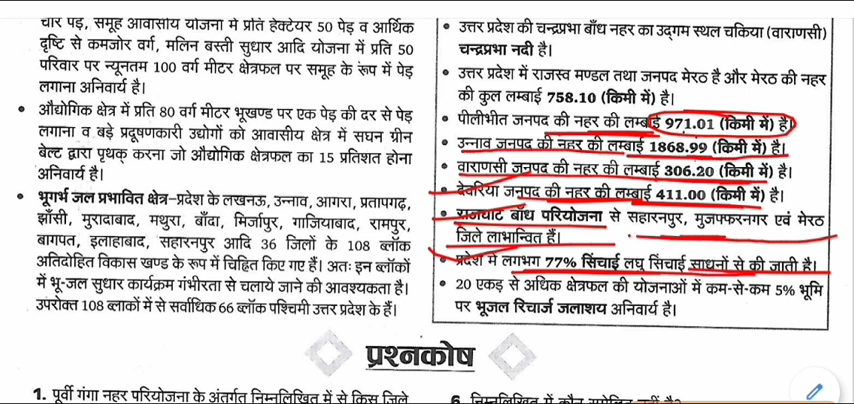 चार पेड़, समूह आवासीय योजना में प्रति हेक्टेयर 50 पेड़ व आर्थिक
दृष्टि से कमजोर वर्ग, मलिन बस्ती सुधार आदि योजना में प्रति 50
परिवार पर न्यूनतम 100 वर्ग मीटर क्षेत्रफल पर समूह के रूप में पेड़
लगाना अनिवार्य है।
• औद्योगिक क्षेत्र में प्रति 80 वर्ग मीटर भूखण्ड पर एक पेड़ की दर से पेड़
लगाना व बड़े प्रदूषणकारी उद्योगों को आवासीय क्षेत्र में सघन ग्रीन
बेल्ट द्वारा पृथक् करना जो औद्योगिक क्षेत्रफल का 15 प्रतिशत होना
अनिवार्य है।
• भूगर्भ जल प्रभावित क्षेत्र–प्रदेश के लखनऊ, उन्नाव, आगरा, प्रतापगढ़,
झाँसी, मुरादाबाद, मथुरा, बाँदा, मिर्जापुर, गाजियाबाद, रामपुर,
बागपत, इलाहाबाद, सहारनपुर आदि 36 जिलों के 108 ब्लॉक
अतिदोहित विकास खण्ड के रूप में चिह्नित किए गए हैं। अतः इन ब्लॉकों
में भू-जल सुधार कार्यक्रम गंभीरता से चलाये जाने की आवश्यकता है।
उपरोक्त 108 ब्लाकों में से सर्वाधिक 66 ब्लॉक पश्चिमी उत्तर प्रदेश के हैं।
• उत्तर प्रदेश की चन्द्रप्रभा बाँध नहर का उद्गम स्थल चकिया (वाराणसी)
चन्द्रप्रभा नदी है।
• उत्तर प्रदेश में राजस्व मण्डल तथा जनपद मेरठ है और मेरठ की नहर
की कुल लम्बाई 758.10 (किमी में) है।
• पीलीभीत जनपद की नहर की लम्बाई 971.01 (किमी में) है।
• उन्नाव जनपद की नहर की लम्बाई 1868.99 (किमी में) है।
• वाराणसी जनपद की नहर की लम्बाई 306.20 (किमी में) है।
• देवरिया जनपद की नहर की लम्बाई 411.00 (किमी में) है।
• राजघाट बाँध परियोजना से सहारनपुर, मुजफ्फरनगर एवं मेरठ
जिले लाभान्वित हैं।
• प्रदेश में लगभग 77% सिंचाई लघु सिंचाई साधनों से की जाती है।
• 20 एकड़ से अधिक क्षेत्रफल की योजनाओं में कम-से-कम 5% भूमि
पर भूजल रिचार्ज जलाशय अनिवार्य है।
प्रश्नकोष
1. पूर्वी गंगा नहर परियोजना के अंतर्गत निम्नलिखित में से किस जिले
6. निम्नलिखित में कौन सुमेलित नहीं है?